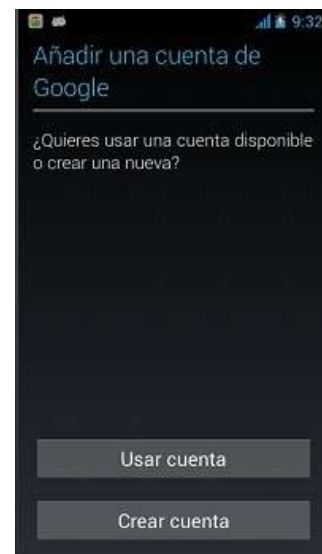 9:32
Añadir una cuenta de
Google
¿Quieres usar una cuenta disponible
o crear una nueva?
Usar cuenta
Crear cuenta